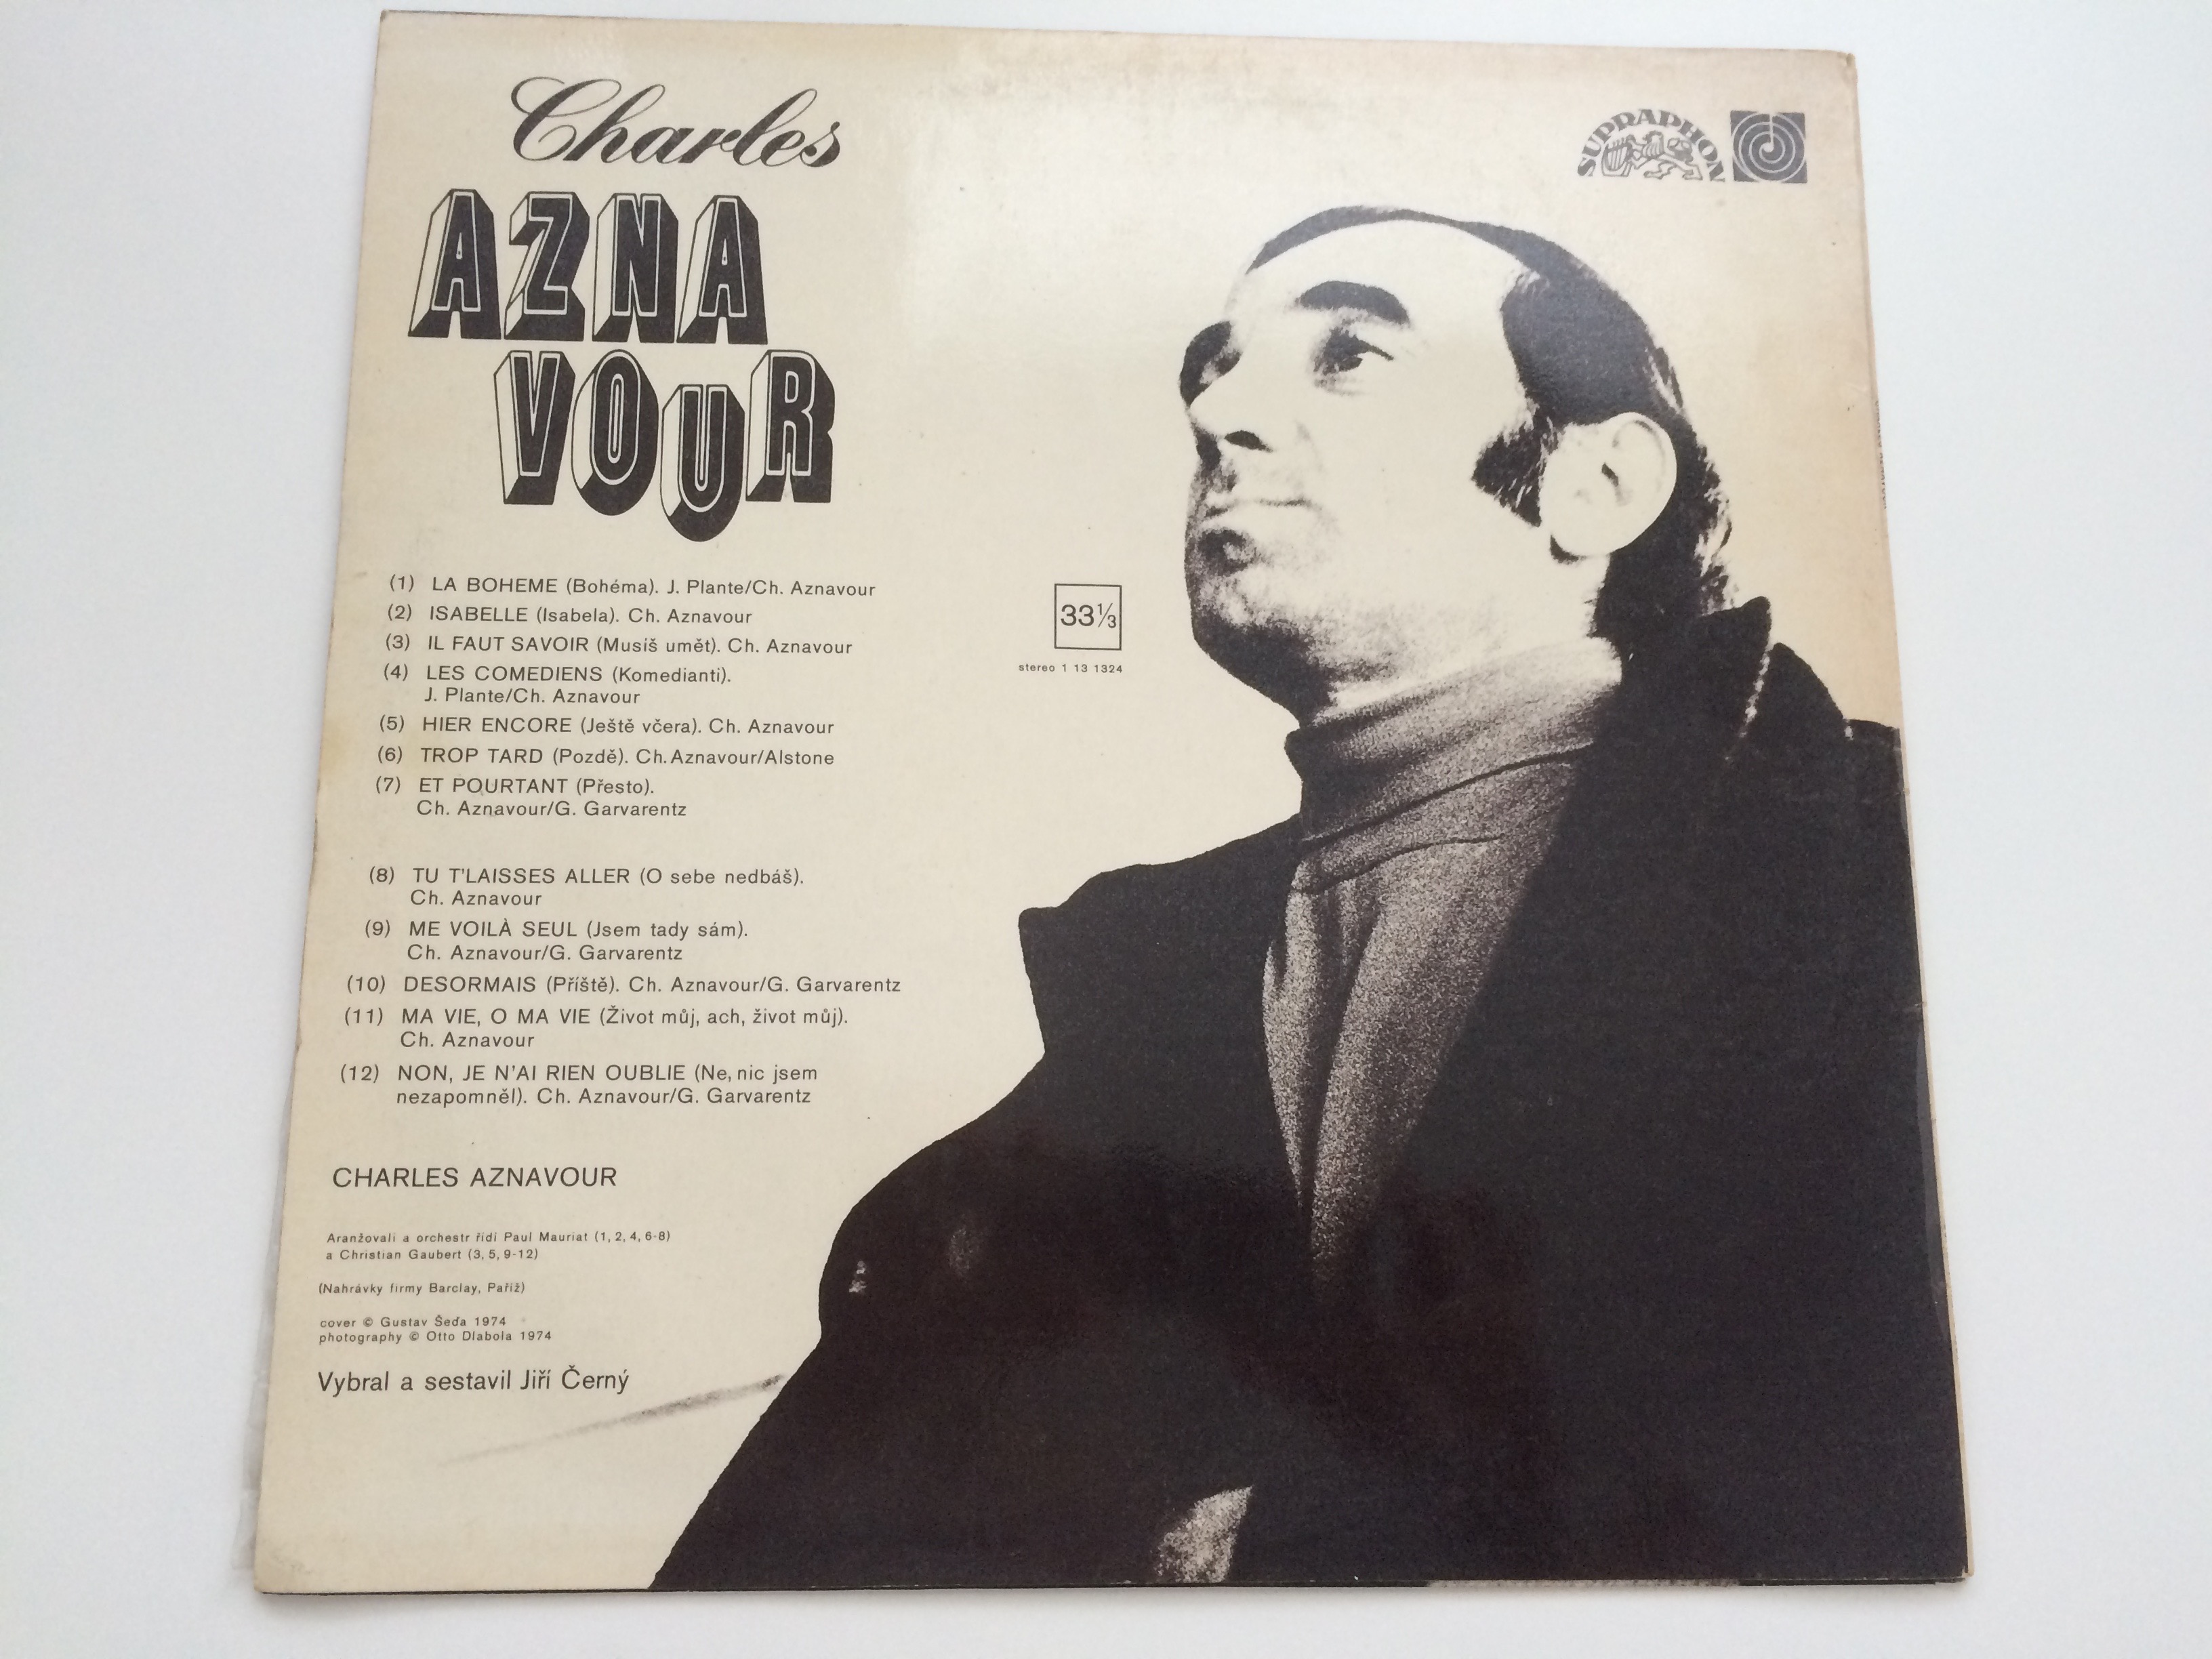 Charles
AZNA
VOUR
SUPRAPHON
(1) LA BOHEME (Bohéma). J. Plante/Ch. Aznavour
(2) ISABELLE (Isabela). Ch. Aznavour
(3) IL FAUT SAVOIR (Musíš umět). Ch. Aznavour
(4) LES COMEDIENS (Komedianti).
J. Plante/Ch. Aznavour
(5) HIER ENCORE (Ještě včera). Ch. Aznavour
(6) TROP TARD (Pozdě). Ch. Aznavour/Alstone
(7) ET POURTANT (Přesto).
Ch. Aznavour/G. Garvarentz
(8) TU T'LAISSES ALLER (O sebe nedbáš).
Ch. Aznavour
(9) ME VOILÀ SEUL (Jsem tady sám).
Ch. Aznavour/G. Garvarentz
(10) DESORMAIS (Příště). Ch. Aznavour/G. Garvarentz
(11) MA VIE, O MA VIE (Život můj, ach, život můj).
Ch. Aznavour
(12) NON, JE N'AI RIEN OUBLIE (Ne, nic jsem
nezapomněl). Ch. Aznavour/G. Garvarentz
33⅓
stereo 1 13 1324
CHARLES AZNAVOUR
Aranžovali a orchestr řídí Paul Mauriat (1, 2, 4, 6-8)
a Christian Gaubert (3, 5, 9-12)
(Nahrávky firmy Barclay, Paříž)
cover © Gustav Šeďa 1974
photography © Otto Dlabola 1974
Vybral a sestavil Jiří Černý